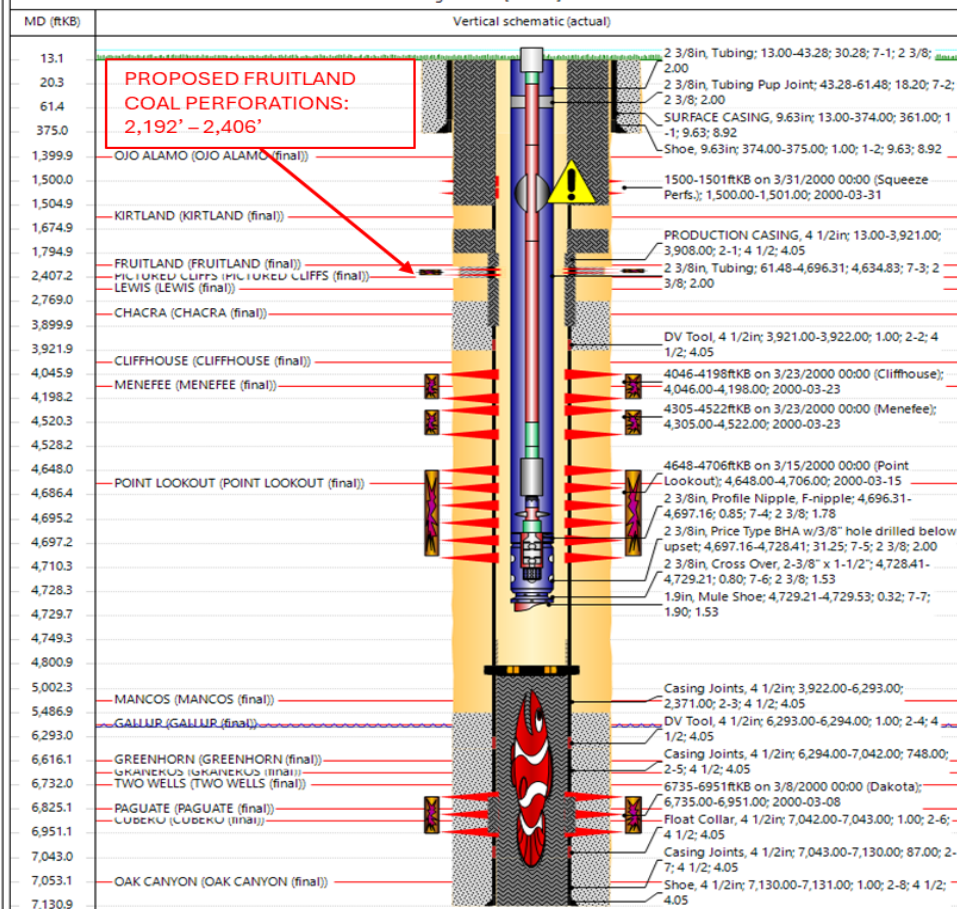 MD (ftKB)
Vertical schematic (actual)
13.1
20.3
61.4
375.0
1,399.9
1,500.0
1,504.9
1,674.9
1,794.9
2,407.2
2,769.0
3,899.9
3,921.9
4,045.9
4,198.2
4,520.3
4,528.2
4,648.0
4,686.4
4,695.2
4,697.2
4,710.3
4,728.3
4,729.7
4,749.3
4,800.9
5,002.3
5,486.9
6,293.0
6,616.1
6,732.0
6,825.1
6,951.1
7,043.0
7,053.1
7,130.9
PROPOSED FRUITLAND
COAL PERFORATIONS:
2,192’ – 2,406’
OJO ALAMO (OJO ALAMO (final))
KIRTLAND (KIRTLAND (final))
FRUITLAND (FRUITLAND (final))
PICTURED CLIFFS (PICTURED CLIFFS (final))
LEWIS (LEWIS (final))
CHACRA (CHACRA (final))
CLIFFHOUSE (CLIFFHOUSE (final))
MENEFEE (MENEFEE (final))
POINT LOOKOUT (POINT LOOKOUT (final))
MANCOS (MANCOS (final))
GALLUP (GALLUP (final))
GREENHORN (GREENHORN (final))
GRANEROS (GRANEROS (final))
TWO WELLS (TWO WELLS (final))
PAGUATE (PAGUATE (final))
CUBERO (CUBERO (final))
OAK CANYON (OAK CANYON (final))
2 3/8in, Tubing; 13.00-43.28; 30.28; 7-1; 2 3/8;
2.00
2 3/8in, Tubing Pup Joint; 43.28-61.48; 18.20; 7-2;
2 3/8; 2.00
SURFACE CASING, 9.63in; 13.00-374.00; 361.00; 1
-1; 9.63; 8.92
Shoe, 9.63in; 374.00-375.00; 1.00; 1-2; 9.63; 8.92
1500-1501ftKB on 3/31/2000 00:00 (Squeeze
Perfs.); 1,500.00-1,501.00; 2000-03-31
PRODUCTION CASING, 4 1/2in; 13.00-3,921.00;
3,908.00; 2-1; 4 1/2; 4.05
2 3/8in, Tubing; 61.48-4,696.31; 4,634.83; 7-3; 2
3/8; 2.00
DV Tool, 4 1/2in; 3,921.00-3,922.00; 1.00; 2-2; 4
1/2; 4.05
4046-4198ftKB on 3/23/2000 00:00 (Cliffhouse);
4,046.00-4,198.00; 2000-03-23
4305-4522ftKB on 3/23/2000 00:00 (Menefee);
4,305.00-4,522.00; 2000-03-23
4648-4706ftKB on 3/15/2000 00:00 (Point
Lookout); 4,648.00-4,706.00; 2000-03-15
2 3/8in, Profile Nipple, F-nipple; 4,696.31-
4,697.16; 0.85; 7-4; 2 3/8; 1.78
2 3/8in, Price Type BHA w/3/8" hole drilled below
upset; 4,697.16-4,728.41; 31.25; 7-5; 2 3/8; 2.00
2 3/8in, Cross Over, 2-3/8" x 1-1/2"; 4,728.41-
4,729.21; 0.80; 7-6; 2 3/8; 1.53
1.9in, Mule Shoe; 4,729.21-4,729.53; 0.32; 7-7;
1.90; 1.53
Casing Joints, 4 1/2in; 3,922.00-6,293.00;
2,371.00; 2-3; 4 1/2; 4.05
DV Tool, 4 1/2in; 6,293.00-6,294.00; 1.00; 2-4; 4
1/2; 4.05
Casing Joints, 4 1/2in; 6,294.00-7,042.00; 748.00;
2-5; 4 1/2; 4.05
6735-6951ftKB on 3/8/2000 00:00 (Dakota);
6,735.00-6,951.00; 2000-03-08
Float Collar, 4 1/2in; 7,042.00-7,043.00; 1.00; 2-6;
4 1/2; 4.05
Casing Joints, 4 1/2in; 7,043.00-7,130.00; 87.00; 2-
7; 4 1/2; 4.05
Shoe, 4 1/2in; 7,130.00-7,131.00; 1.00; 2-8; 4 1/2;
4.05